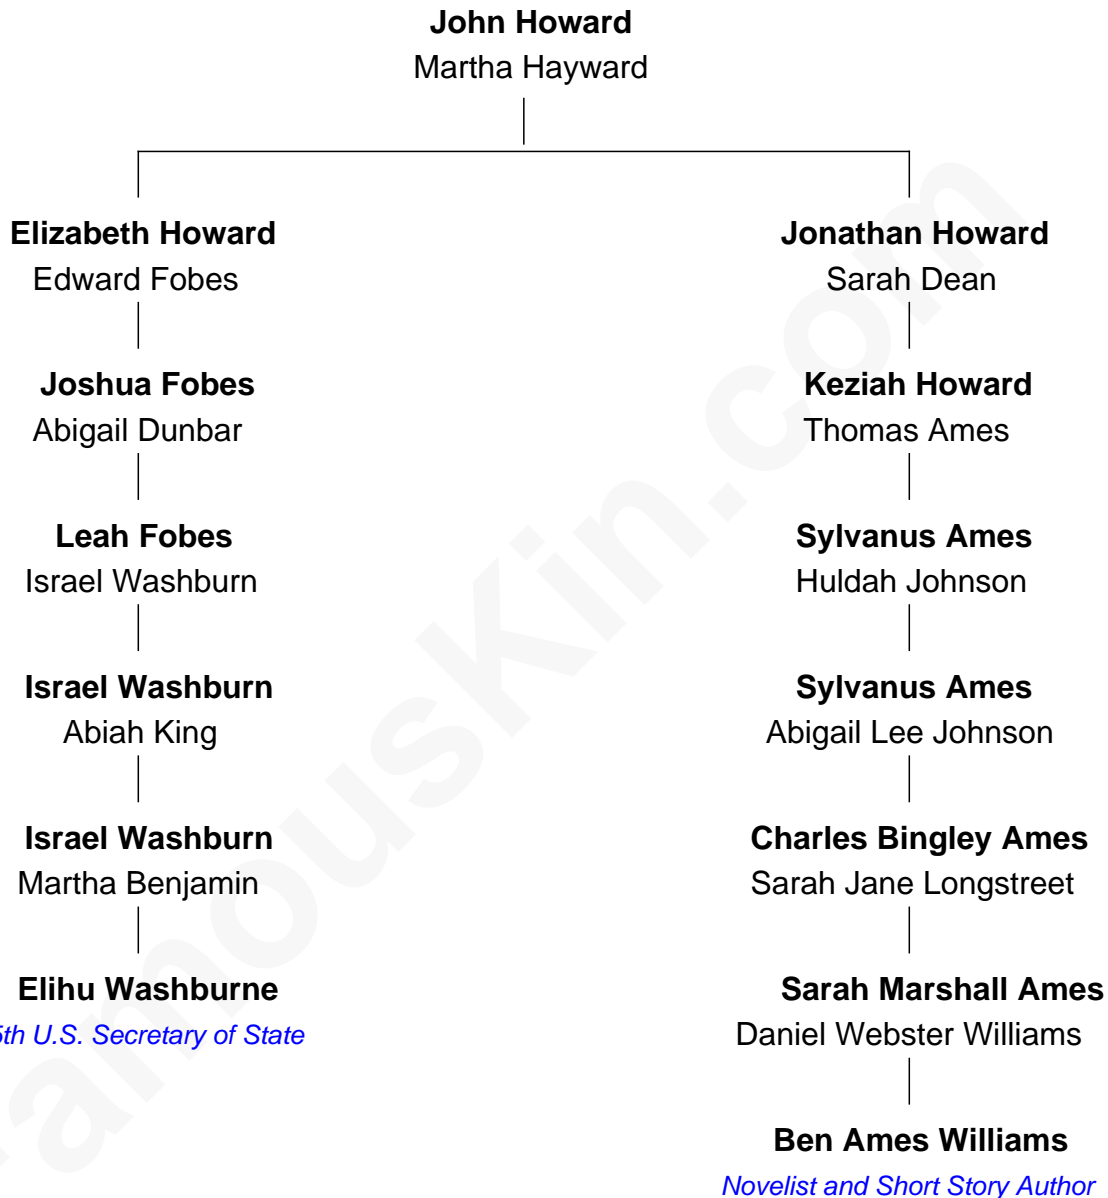 John Howard
Martha Hayward
Elizabeth Howard
Edward Fobes
Jonathan Howard
Sarah Dean
Joshua Fobes
Abigail Dunbar
Keziah Howard
Thomas Ames
Leah Fobes
Israel Washburn
Sylvanus Ames
Huldah Johnson
Israel Washburn
Abiah King
Sylvanus Ames
Abigail Lee Johnson
Israel Washburn
Martha Benjamin
Charles Bingley Ames
Sarah Jane Longstreet
Elihu Washburne
5th U.S. Secretary of State
Sarah Marshall Ames
Daniel Webster Williams
Ben Ames Williams
Novelist and Short Story Author
amousKin.com